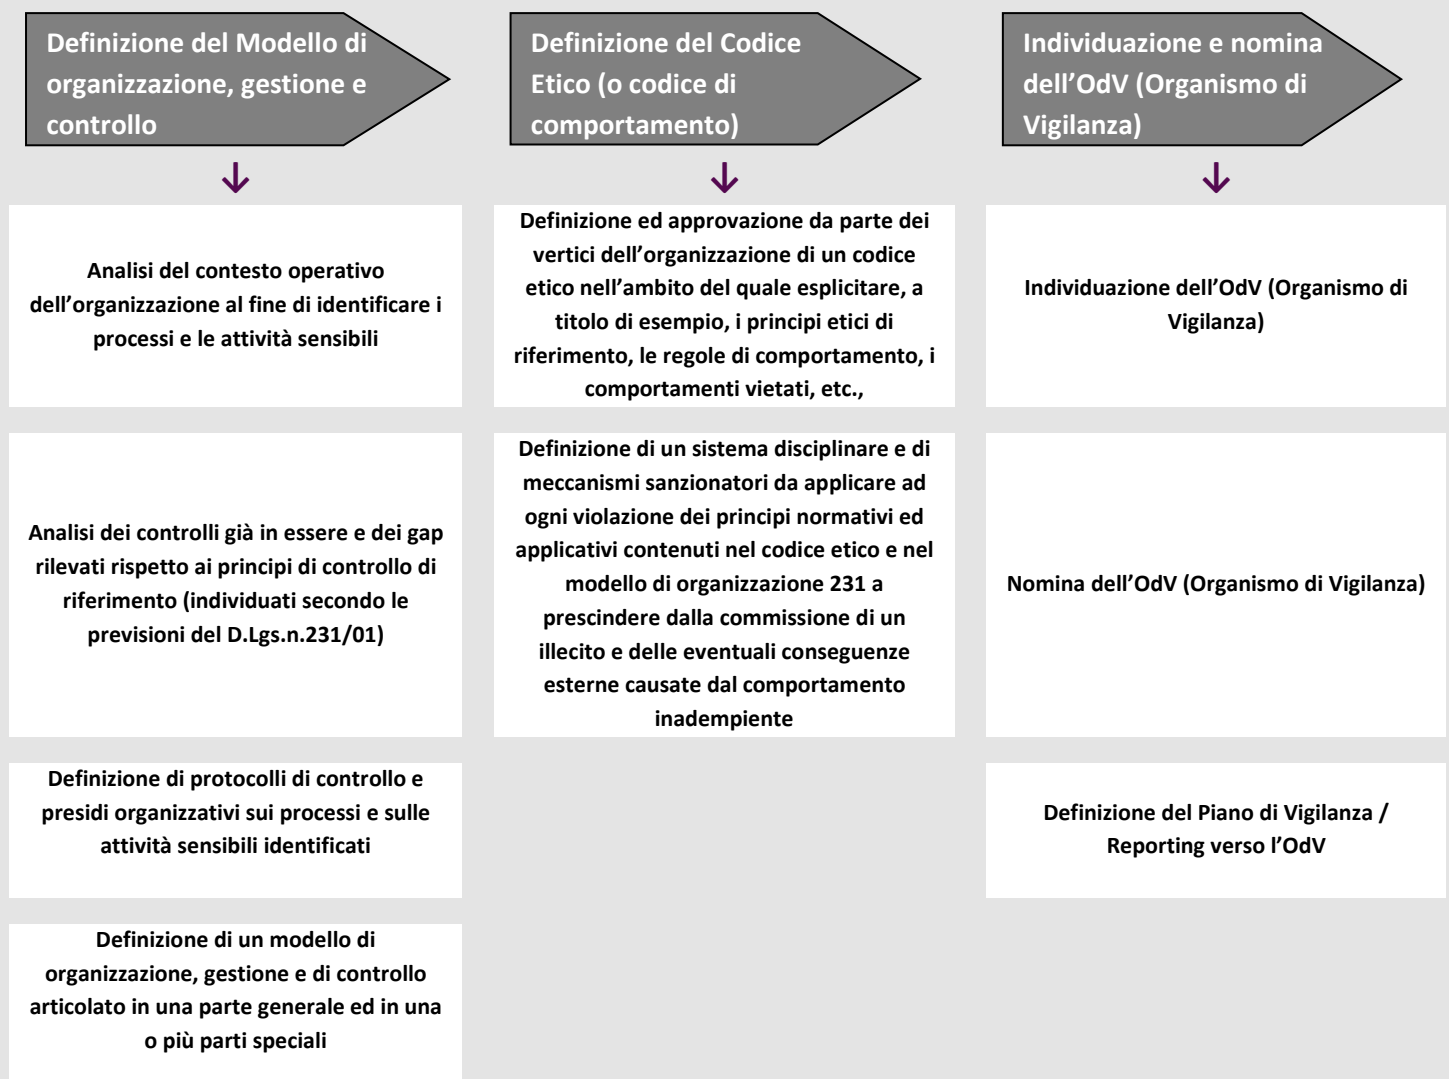 Definizione del Modello di
organizzazione, gestione e
controllo
Definizione del Codice
Etico (o codice di
comportamento)
Individuazione e nomina
dell’OdV (Organismo di
Vigilanza)
Analisi del contesto operativo
dell’organizzazione al fine di identificare i
processi e le attività sensibili
Definizione ed approvazione da parte dei
vertici dell’organizzazione di un codice
etico nell’ambito del quale esplicitare, a
titolo di esempio, i principi etici di
riferimento, le regole di comportamento, i
comportamenti vietati, etc.,
Individuazione dell’OdV (Organismo di
Vigilanza)
Analisi dei controlli già in essere e dei gap
rilevati rispetto ai principi di controllo di
riferimento (individuati secondo le
previsioni del D.Lgs.n.231/01)
Definizione di un sistema disciplinare e di
meccanismi sanzionatori da applicare ad
ogni violazione dei principi normativi ed
applicativi contenuti nel codice etico e nel
modello di organizzazione 231 a
prescindere dalla commissione di un
illecito e delle eventuali conseguenze
esterne causate dal comportamento
inadempiente
Nomina dell’OdV (Organismo di Vigilanza)
Definizione di protocolli di controllo e
presidi organizzativi sui processi e sulle
attività sensibili identificati
Definizione del Piano di Vigilanza /
Reporting verso l’OdV
Definizione di un modello di
organizzazione, gestione e di controllo
articolato in una parte generale ed in una
o più parti speciali